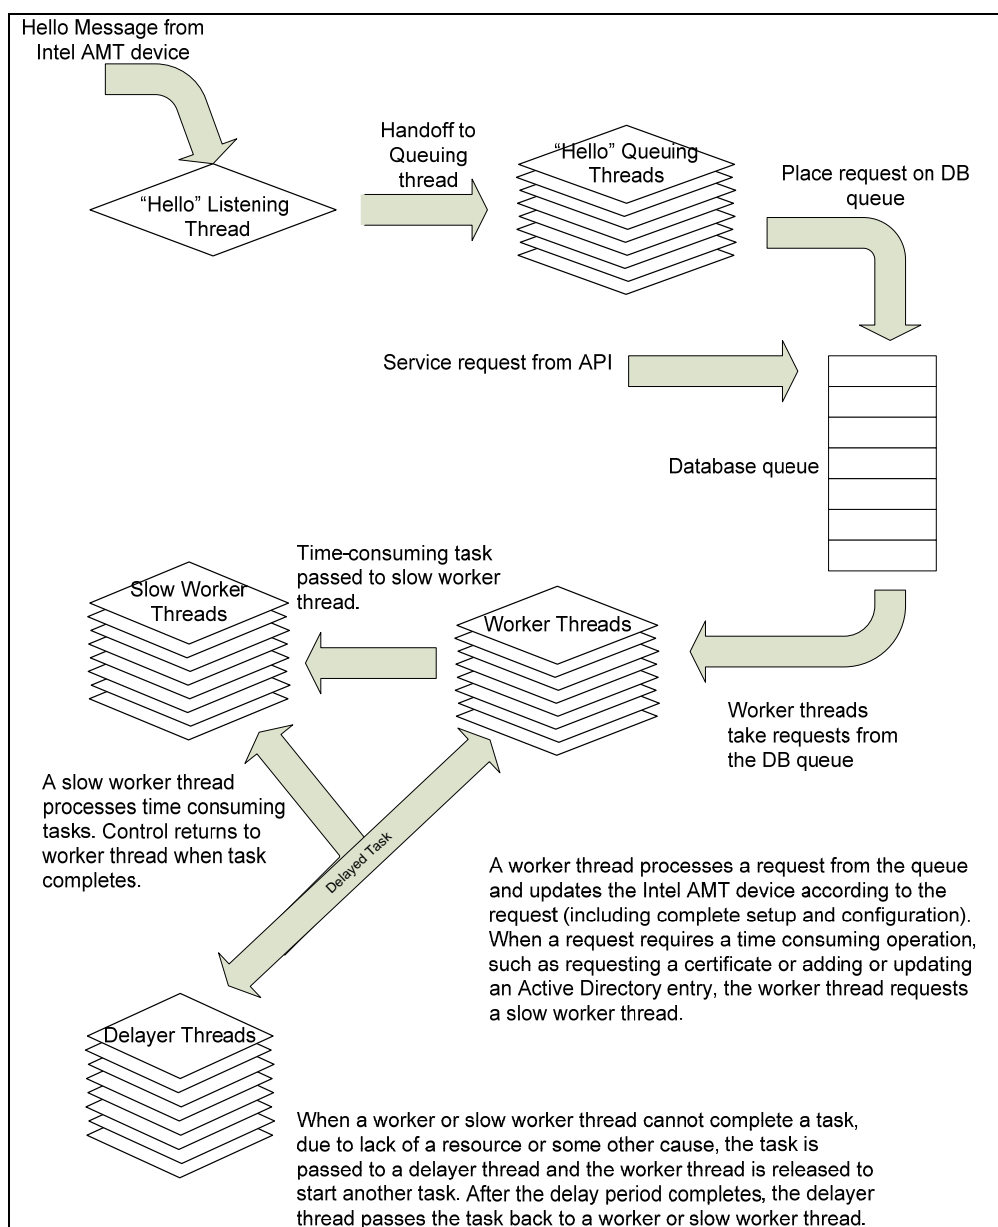 Hello Message from
Intel AMT device
Handoff to
Queuing
thread
“Hello” Queuing
Threads
Place request on DB
queue
“Hello” Listening
Thread
Service request from API
Database queue
Time-consuming task
passed to slow worker
thread.
Slow Worker
Threads
Worker Threads
Worker threads
take requests from
the DB queue
A slow worker thread
processes time consuming
tasks. Control returns to
worker thread when task
completes.
Delayed Task
A worker thread processes a request from the queue
and updates the Intel AMT device according to the
request (including complete setup and configuration).
When a request requires a time consuming operation,
such as requesting a certificate or adding or updating
an Active Directory entry, the worker thread requests
a slow worker thread.
Delayer Threads
When a worker or slow worker thread cannot complete a task,
due to lack of a resource or some other cause, the task is
passed to a delayer thread and the worker thread is released to
start another task. After the delay period completes, the delayer
thread passes the task back to a worker or slow worker thread.